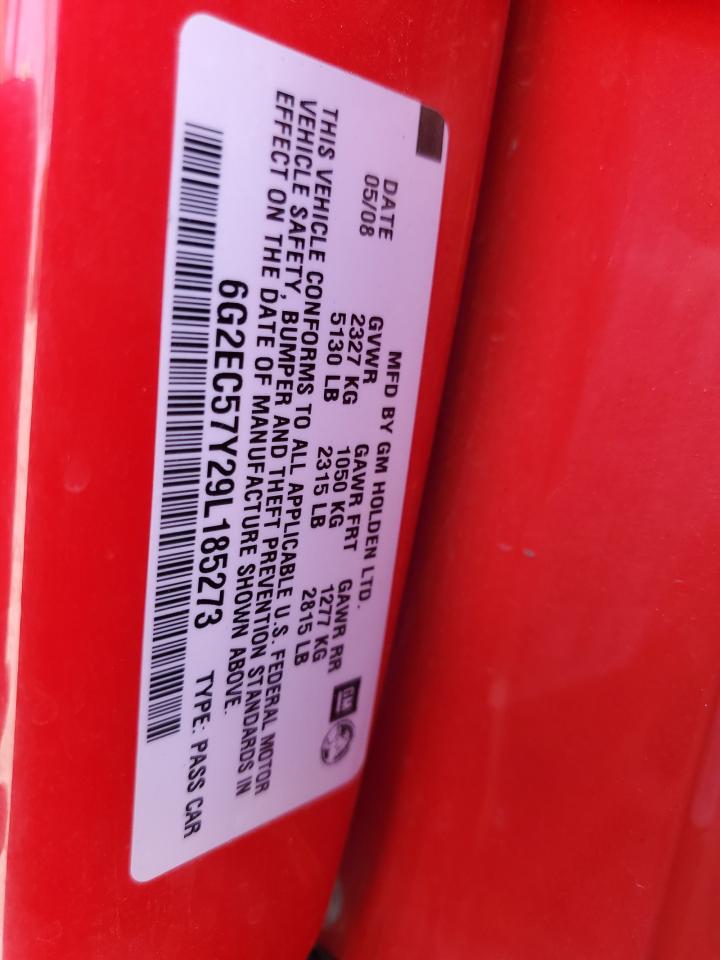 MFD BY GM HOLDEN LTD.
DATE GVWR GAWR FRT GAWR RR
05/08 2327 KG 1050 KG 1277 KG
5130 LB 2315 LB 2815 LB
GM
THIS VEHICLE CONFORMS TO ALL APPLICABLE U.S. FEDERAL MOTOR
VEHICLE SAFETY, BUMPER AND THEFT PREVENTION STANDARDS IN
EFFECT ON THE DATE OF MANUFACTURE SHOWN ABOVE.
6G2EC57Y29L185273 TYPE: PASS CAR